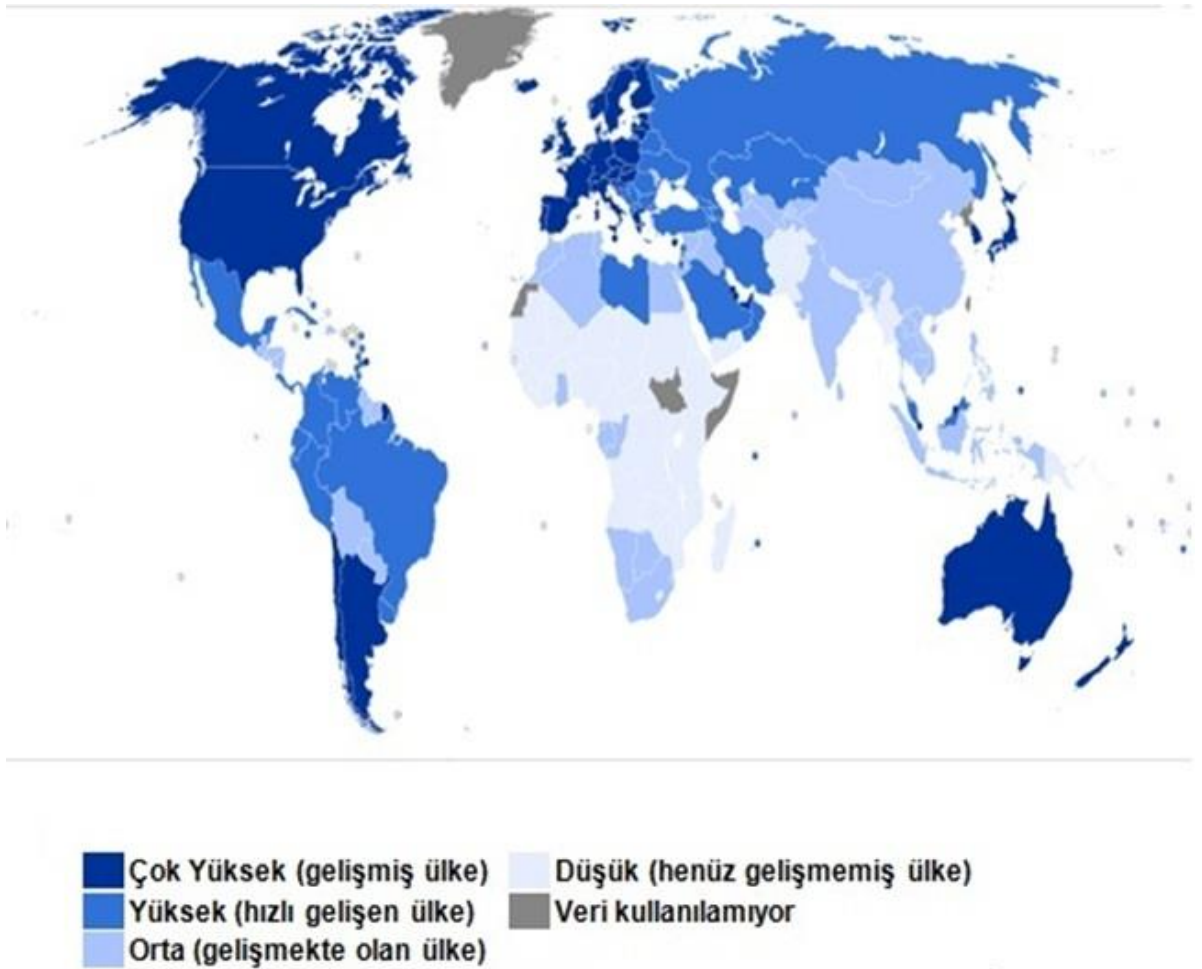 Çok Yüksek (gelişmiş ülke)
Yüksek (hızlı gelişen ülke)
Orta (gelişmekte olan ülke)
Düşük (henüz gelişmemiş ülke)
Veri kullanılamıyor